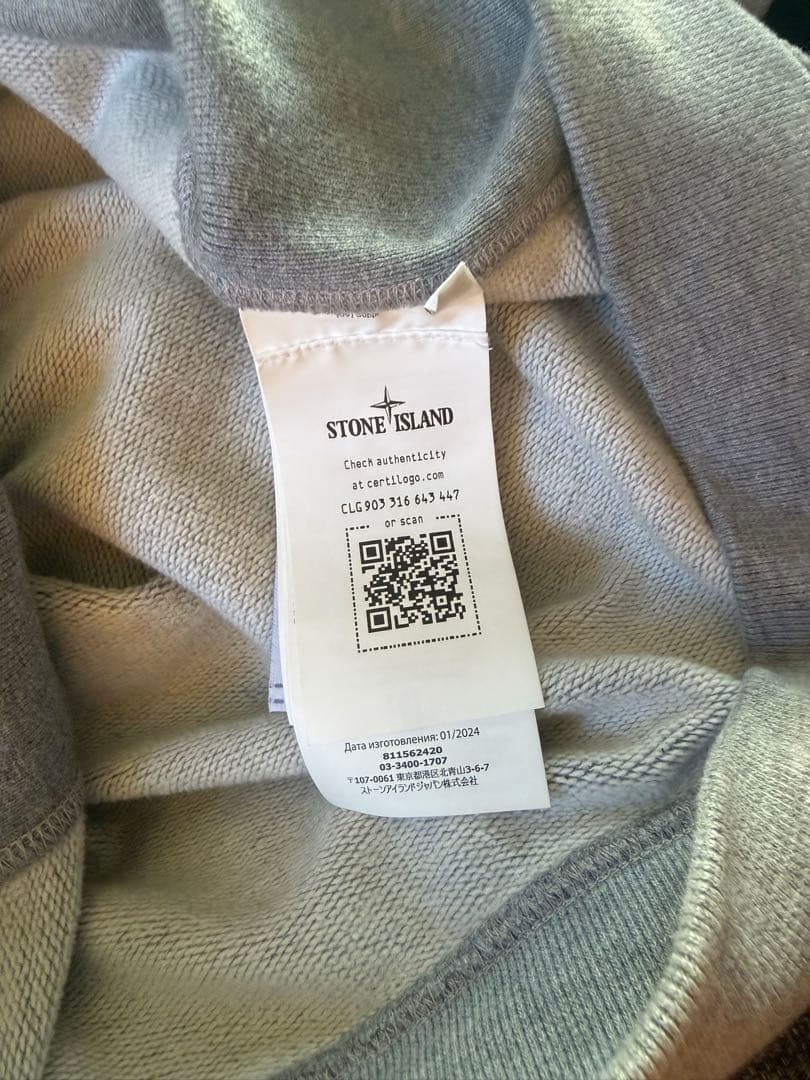 STONE ISLAND
Check authenticity
at certilogo.com
CLG 903 316 643 447
or scan
Дата изготовления: 01/2024
811562420
03-3400-1707
〒107-0061 東京都港区北青山3-6-7
ストーンアイランドジャパン株式会社